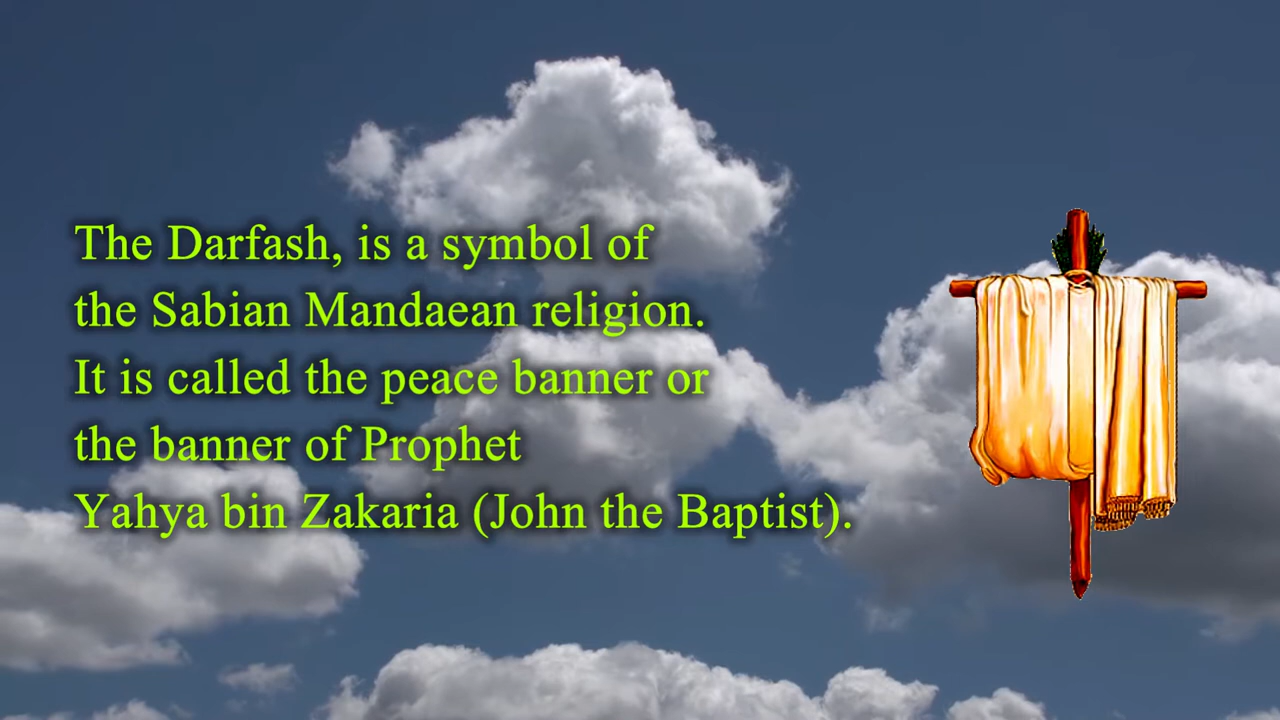 The Darfash, is a symbol of
the Sabian Mandaean religion.
It is called the peace banner or
the banner of Prophet
Yahya bin Zakaria (John the Baptist).